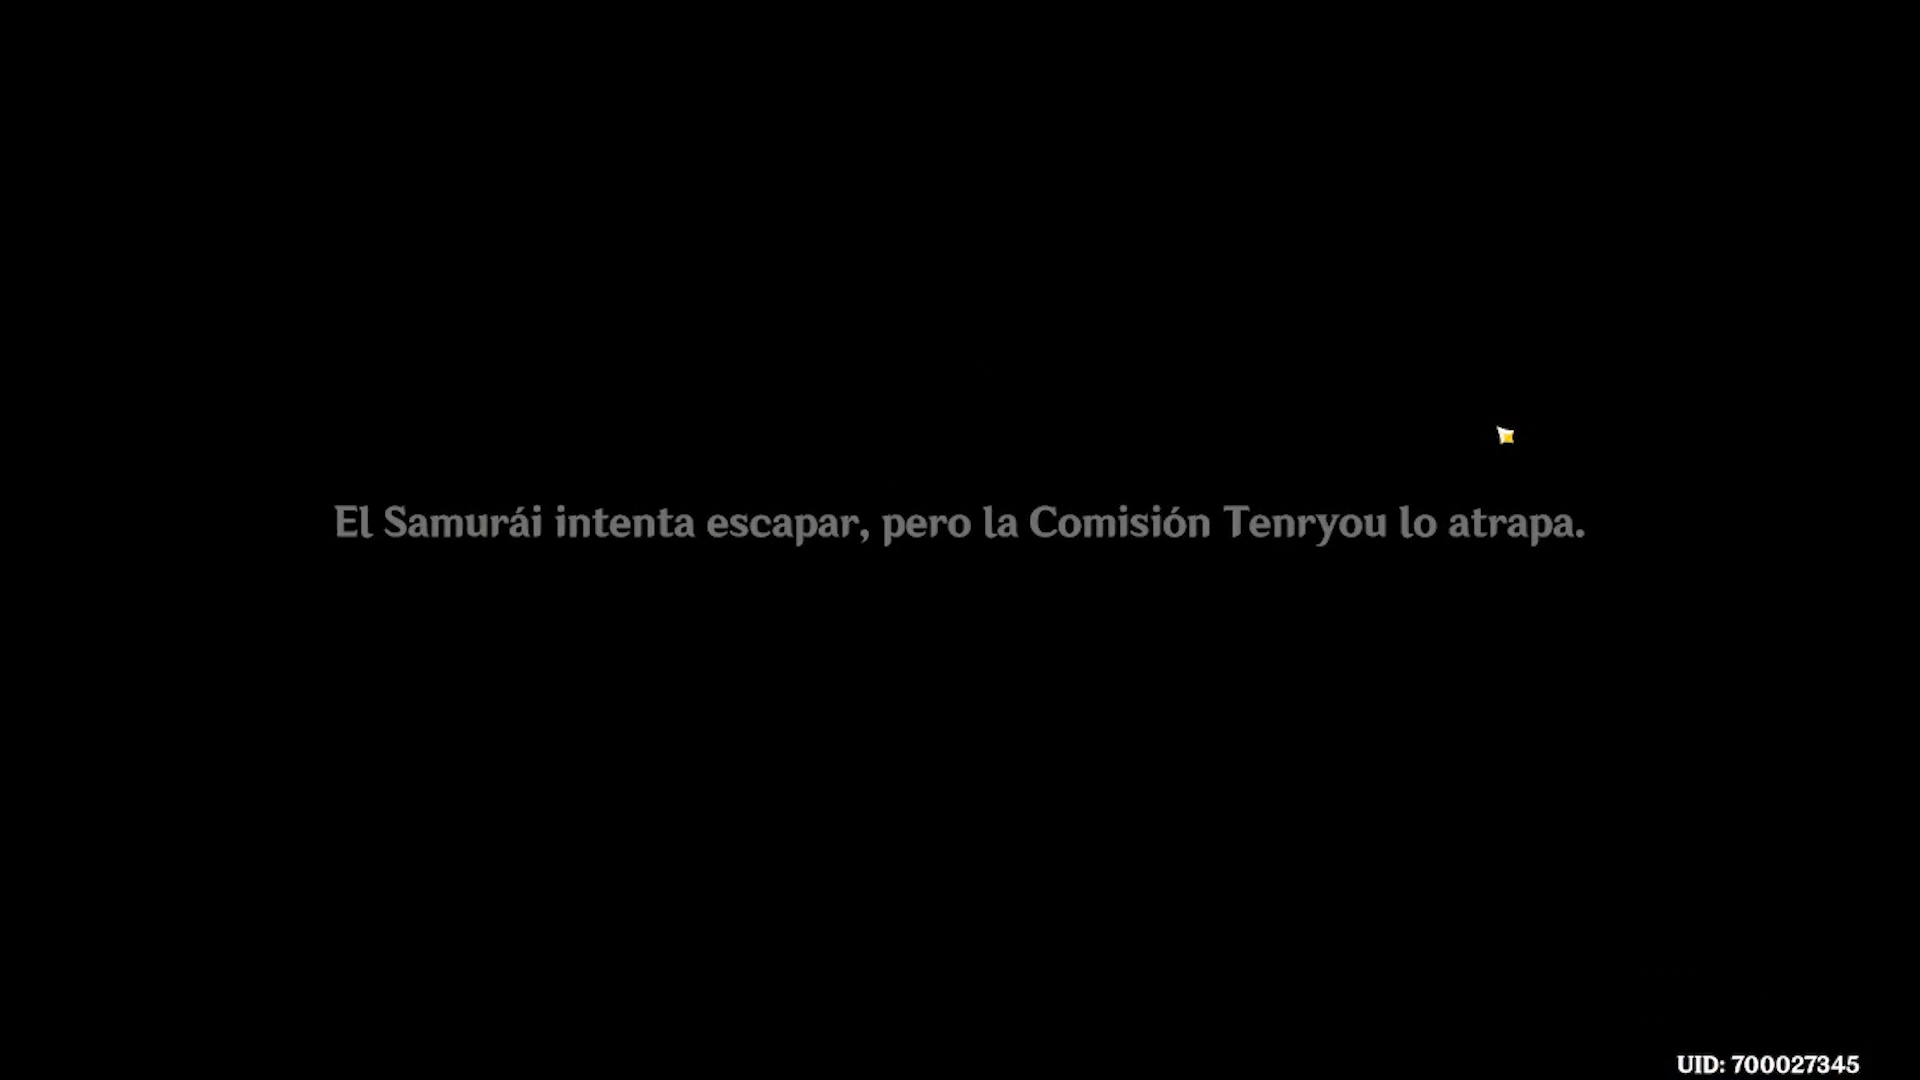 El Samurái intenta escapar, pero la Comisión Tenryou lo atrapa.
UID: 700027345